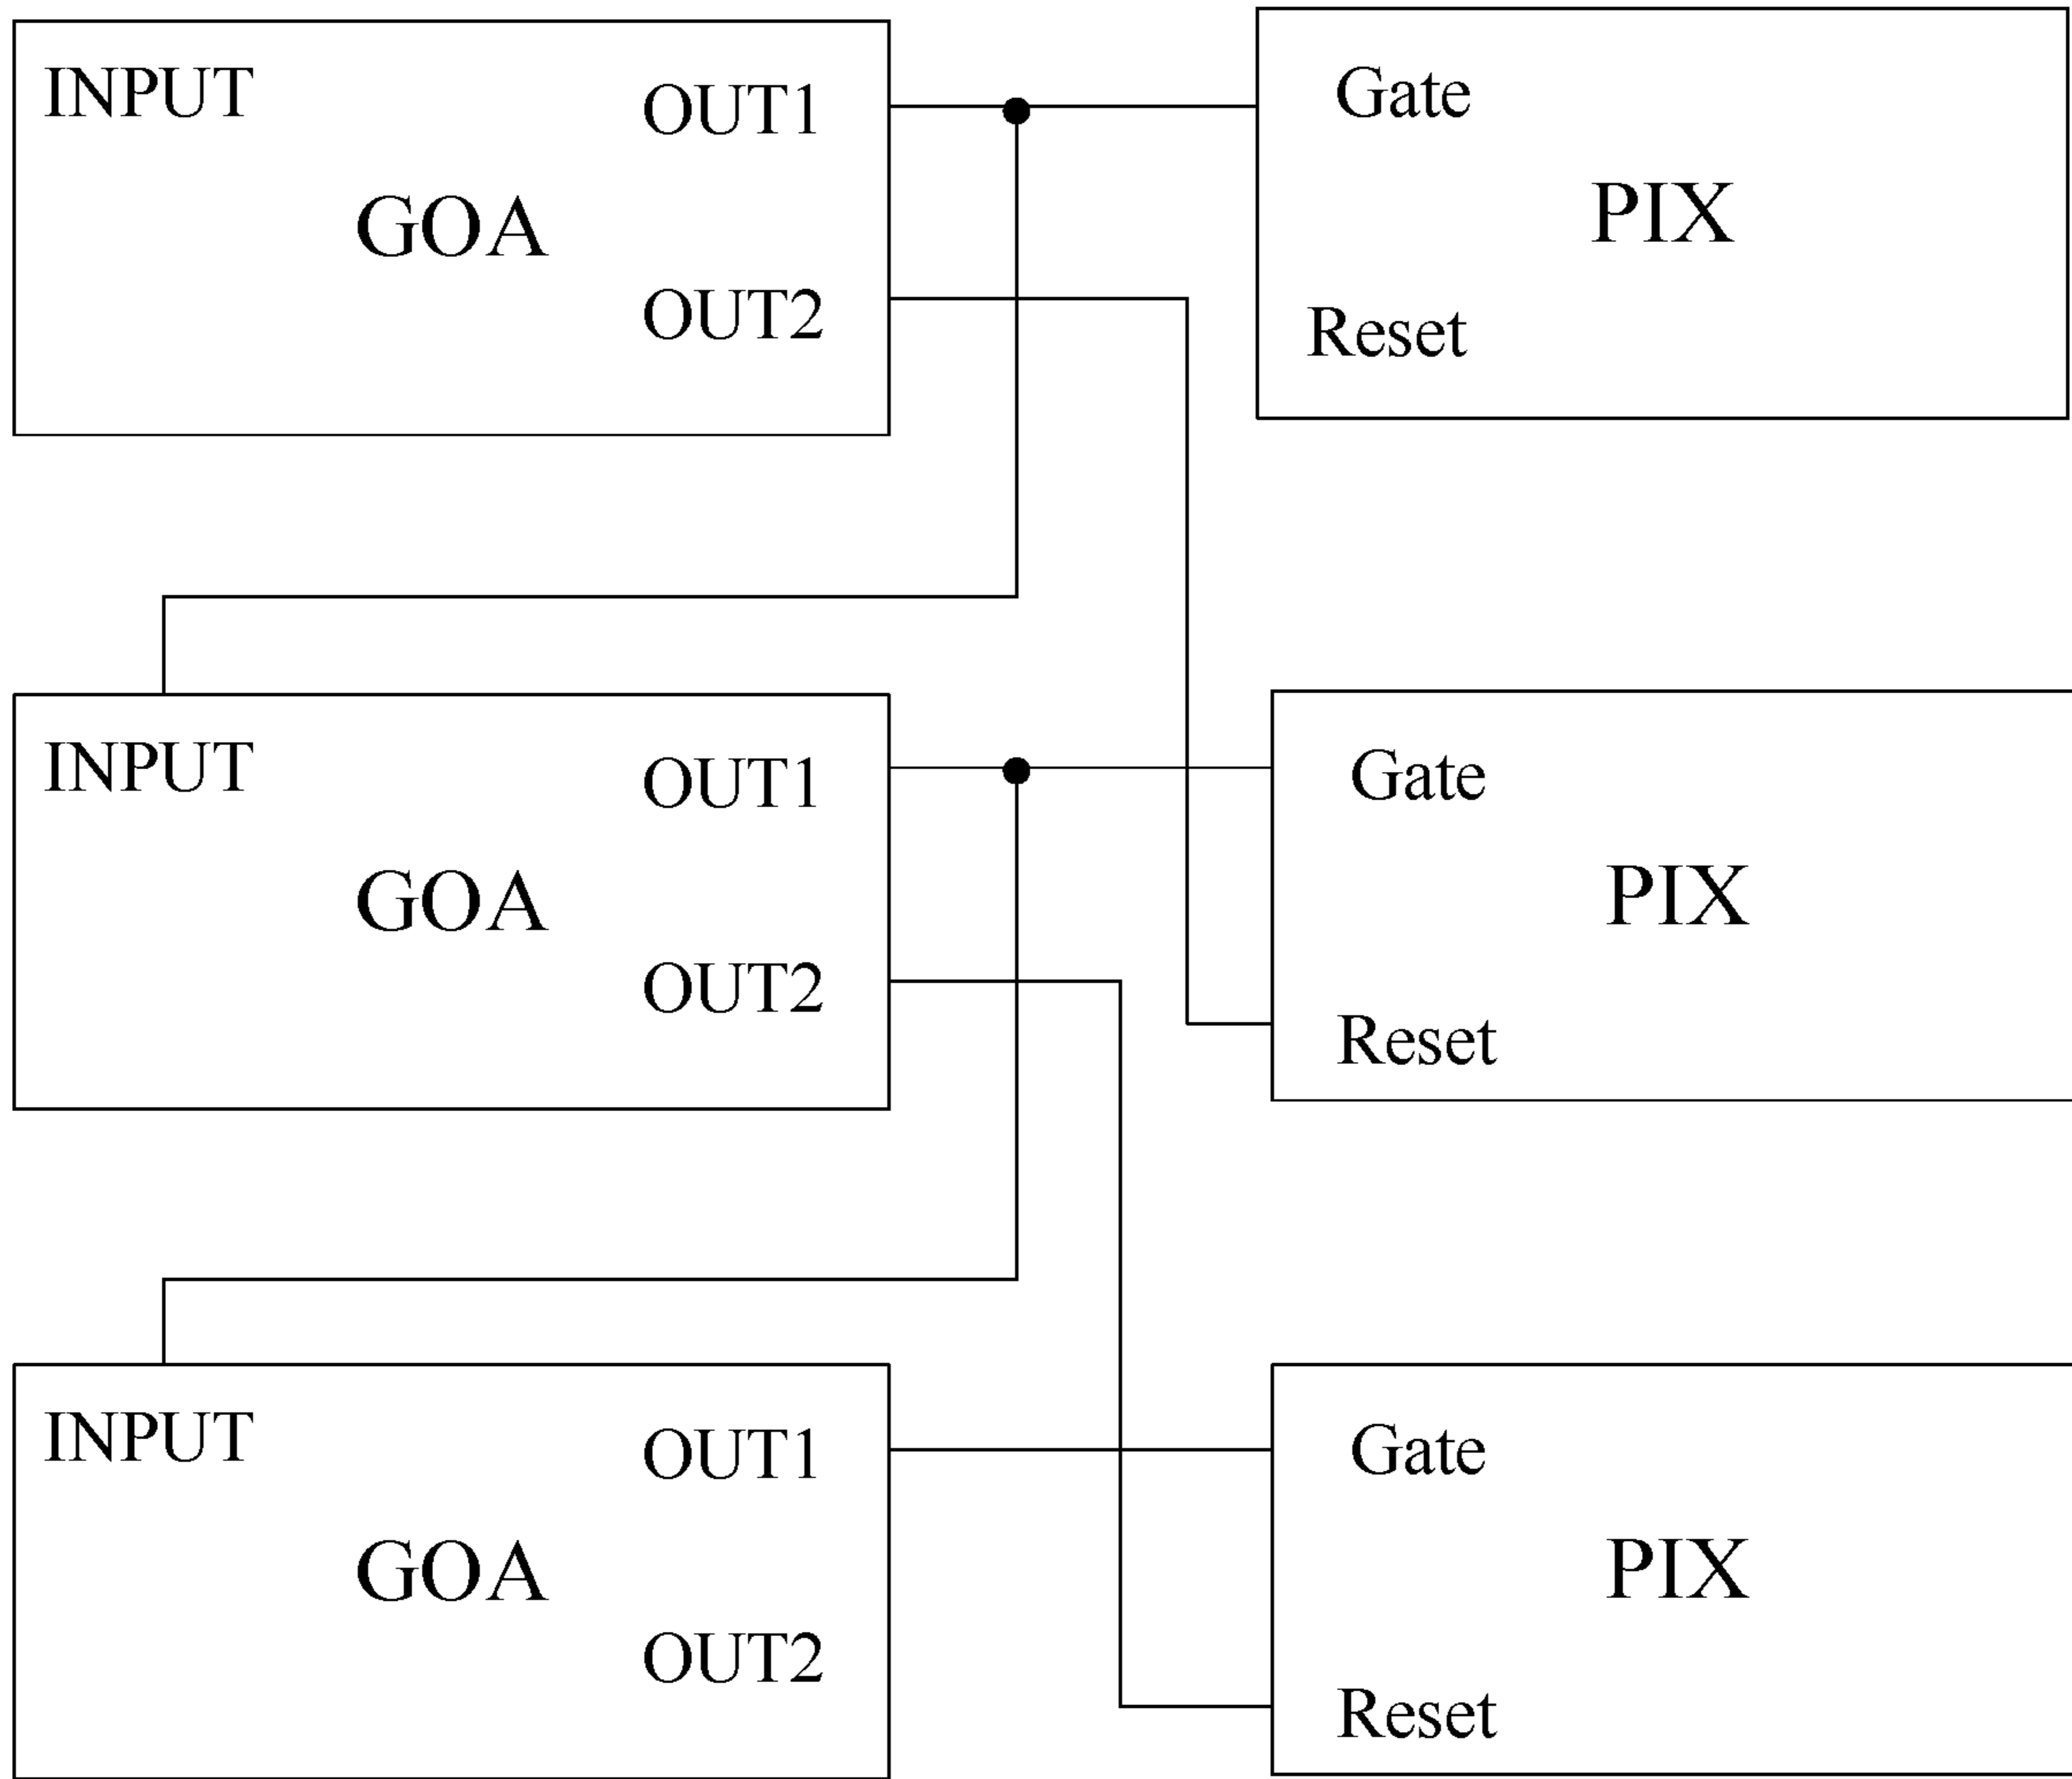 INPUT
OUT1
GOA
OUT2
Gate
PIX
Reset
INPUT
OUT1
GOA
OUT2
Gate
PIX
Reset
INPUT
OUT1
GOA
OUT2
Gate
PIX
Reset